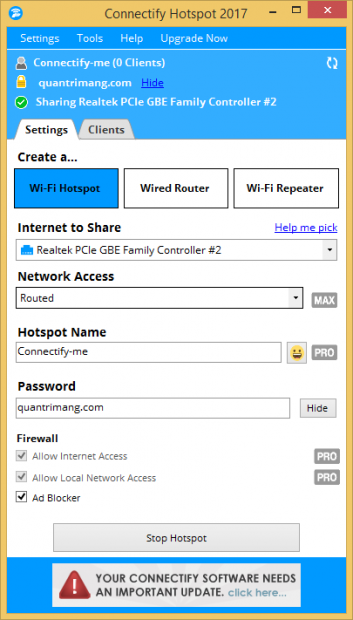 Connectify Hotspot 2017
Settings Tools Help Upgrade Now
Connectify-me (0 Clients)
quantrimang.com Hide
Sharing Realtek PCIe GBE Family Controller #2
Settings Clients
Create a...
Wi-Fi Hotspot Wired Router Wi-Fi Repeater
Internet to Share Help me pick
Realtek PCIe GBE Family Controller #2
Network Access
Routed MAX
Hotspot Name
Connectify-me PRO
Password
quantrimang.com Hide
Firewall
Allow Internet Access PRO
Allow Local Network Access PRO
Ad Blocker
Stop Hotspot
YOUR CONNECTIFY SOFTWARE NEEDS
AN IMPORTANT UPDATE. click here...